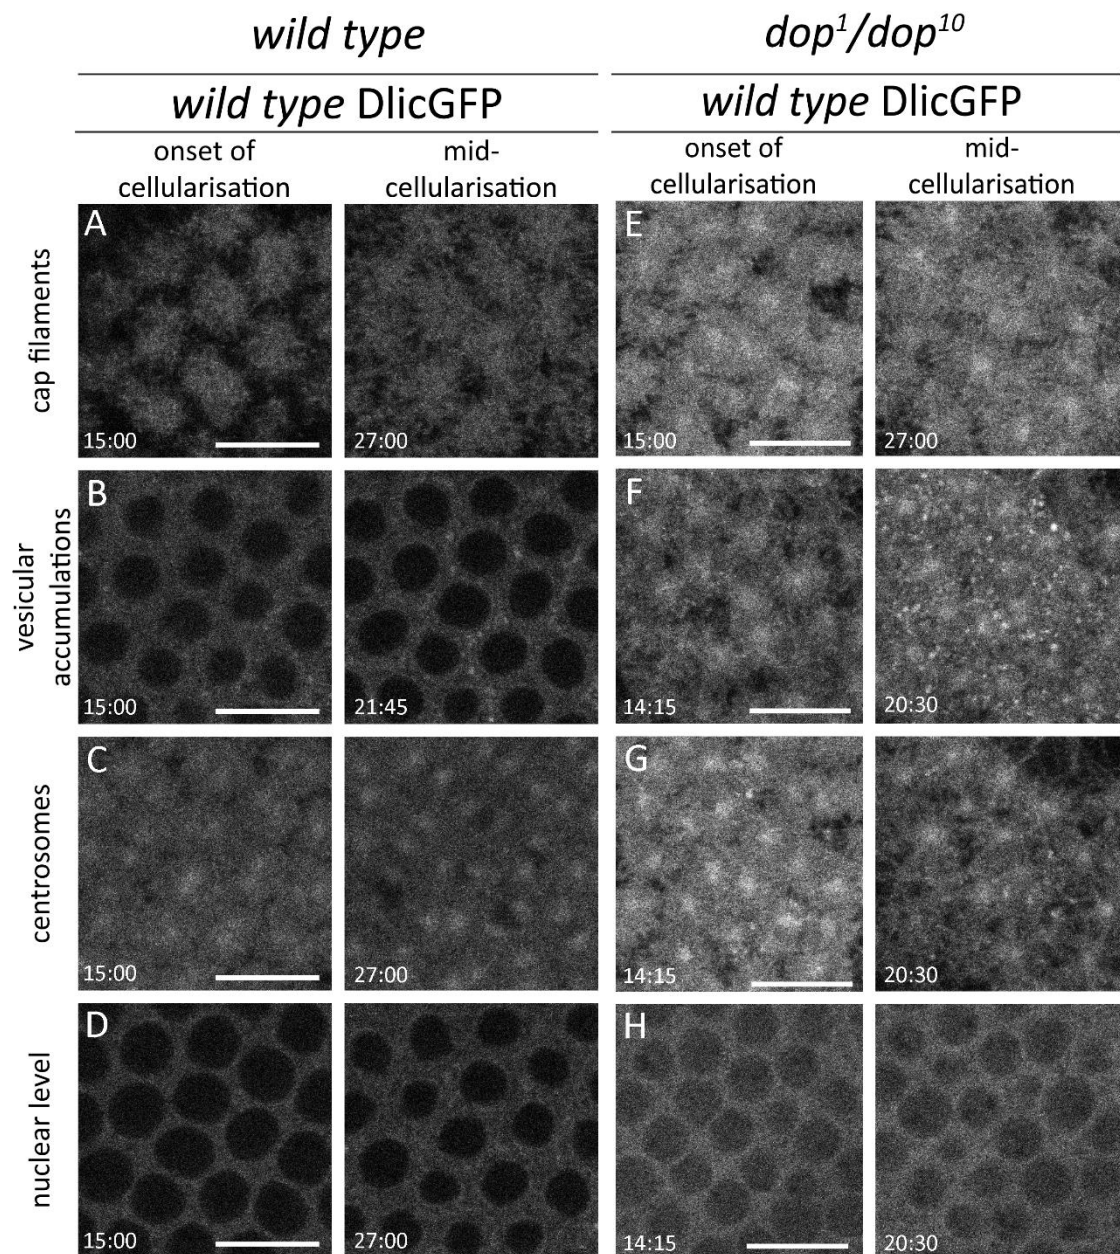 wild type
dop¹/dop¹⁰
wild type DlicGFP
wild type DlicGFP
onset of
cellularisation
mid-
cellularisation
onset of
cellularisation
mid-
cellularisation
cap filaments
A
15:00
27:00
E
15:00
27:00
vesicular
accumulations
B
15:00
21:45
F
14:15
20:30
centrosomes
C
15:00
27:00
G
14:15
20:30
nuclear level
D
15:00
27:00
H
14:15
20:30